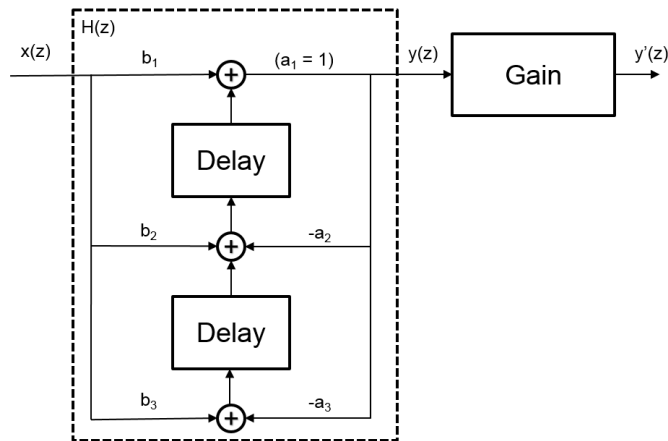 H(z)
x(z)
b₁
(a₁ = 1)
y(z)
Gain
y’(z)
Delay
b₂
-a₂
Delay
b₃
-a₃